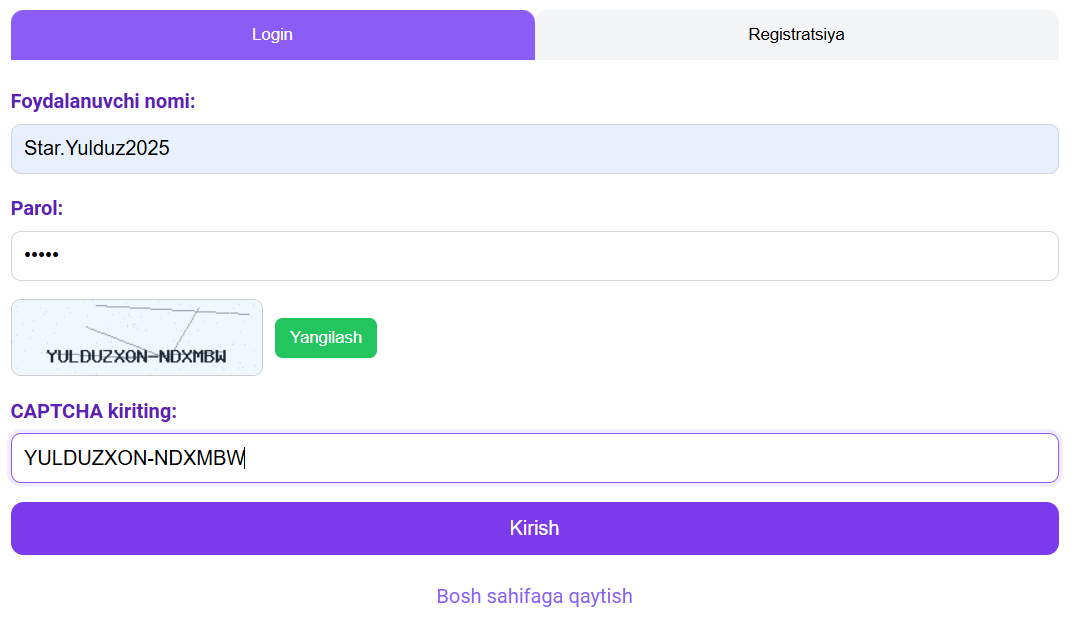 Login
Registratsiya
Foydalanuvchi nomi:
Star.Yulduz2025
Parol:
•••••
YULDUZXON-NDXMBW
Yangilash
CAPTCHA kiriting:
YULDUZXON-NDXMBW
Kirish
Bosh sahifaga qaytish